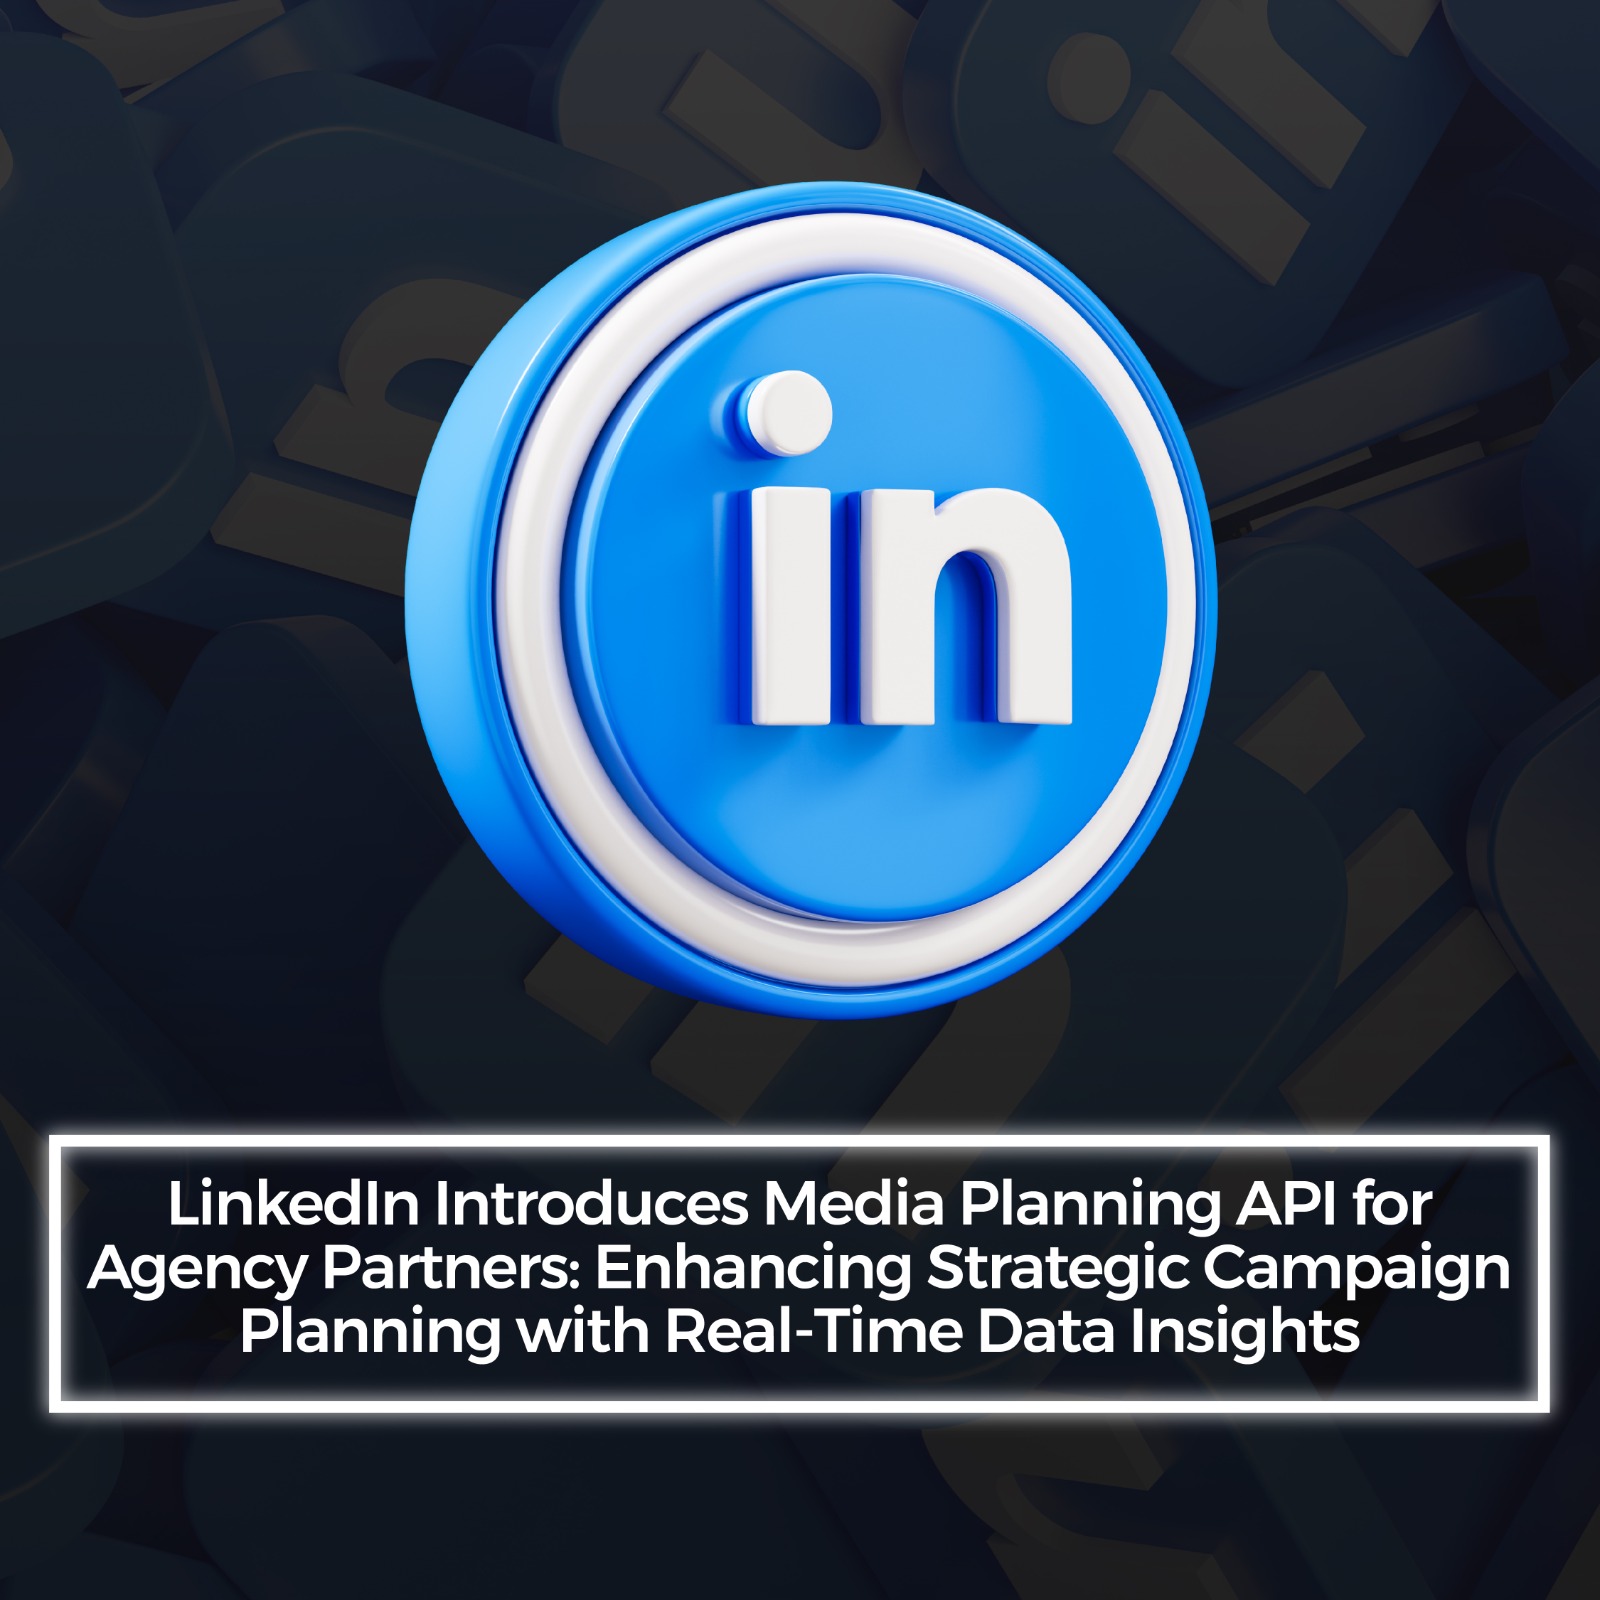 in
LinkedIn Introduces Media Planning API for
Agency Partners: Enhancing Strategic Campaign
Planning with Real-Time Data Insights